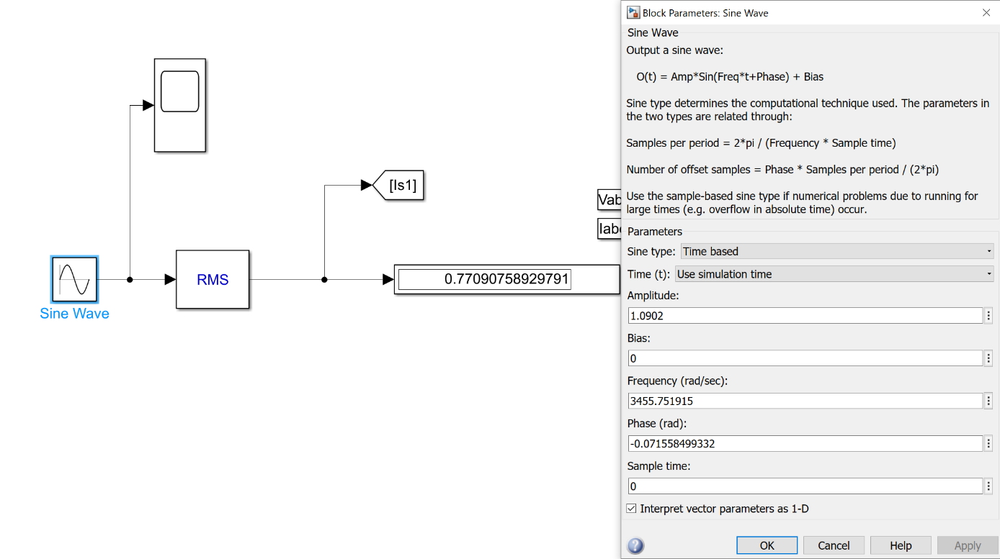 [Is1]
Vab
Iabc
RMS
0.77090758929791
Sine Wave
Block Parameters: Sine Wave
Sine Wave
Output a sine wave:
O(t) = Amp*Sin(Freq*t+Phase) + Bias
Sine type determines the computational technique used. The parameters in
the two types are related through:
Samples per period = 2*pi / (Frequency * Sample time)
Number of offset samples = Phase * Samples per period / (2*pi)
Use the sample-based sine type if numerical problems due to running for
large times (e.g. overflow in absolute time) occur.
Parameters
Sine type: Time based
Time (t): Use simulation time
Amplitude:
1.0902
Bias:
0
Frequency (rad/sec):
3455.751915
Phase (rad):
-0.071558499332
Sample time:
0
Interpret vector parameters as 1-D
OK Cancel Help Apply